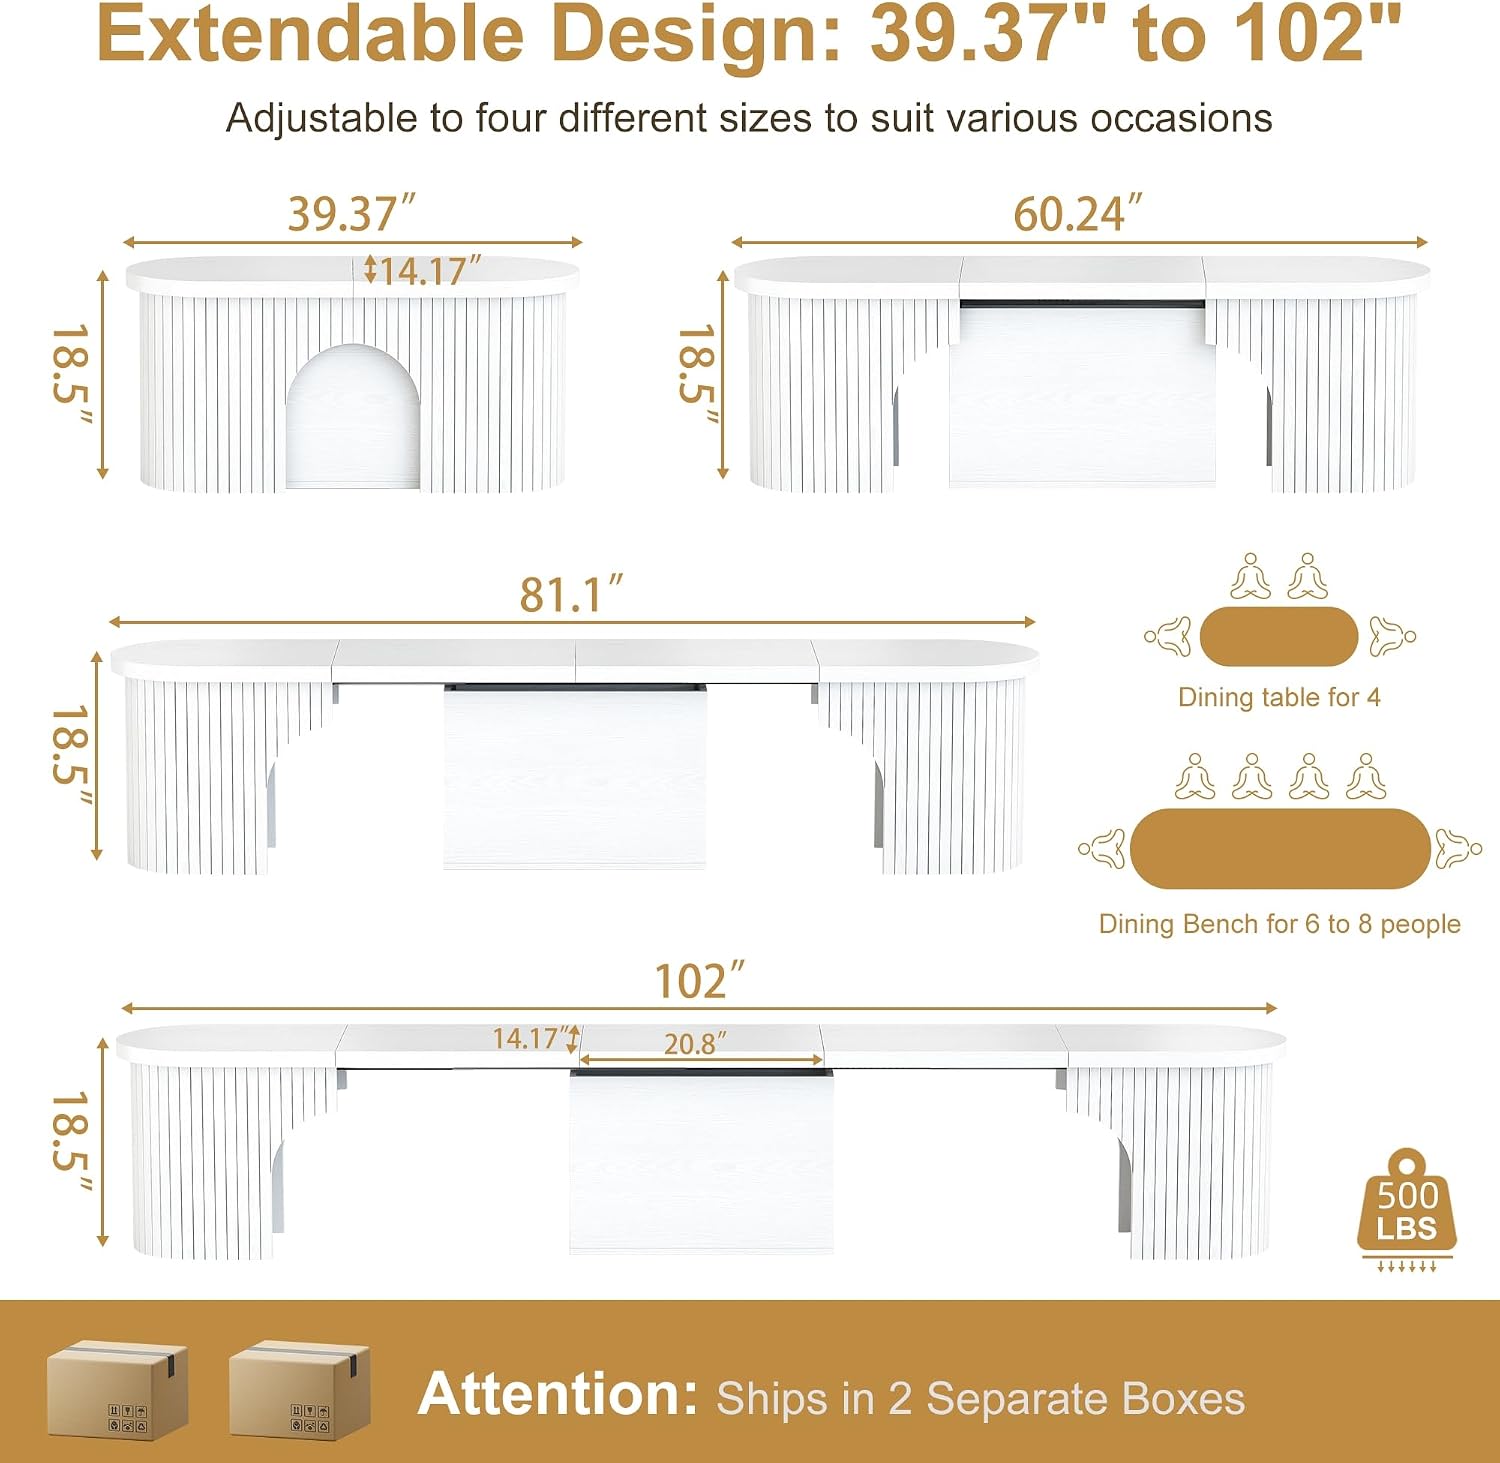 Extendable Design: 39.37" to 102"
Adjustable to four different sizes to suit various occasions
39.37"
14.17"
18.5"
60.24"
18.5"
81.1"
18.5"
Dining table for 4
Dining Bench for 6 to 8 people
102"
14.17"
20.8"
18.5"
500
LBS
Attention: Ships in 2 Separate Boxes